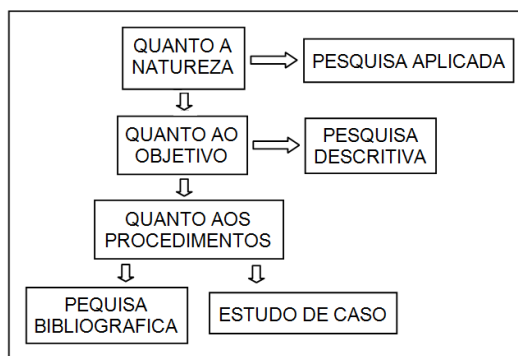 QUANTO A
NATUREZA
PESQUISA APLICADA
QUANTO AO
OBJETIVO
PESQUISA
DESCRITIVA
QUANTO AOS
PROCEDIMENTOS
PEQUISA
BIBLIOGRAFICA
ESTUDO DE CASO